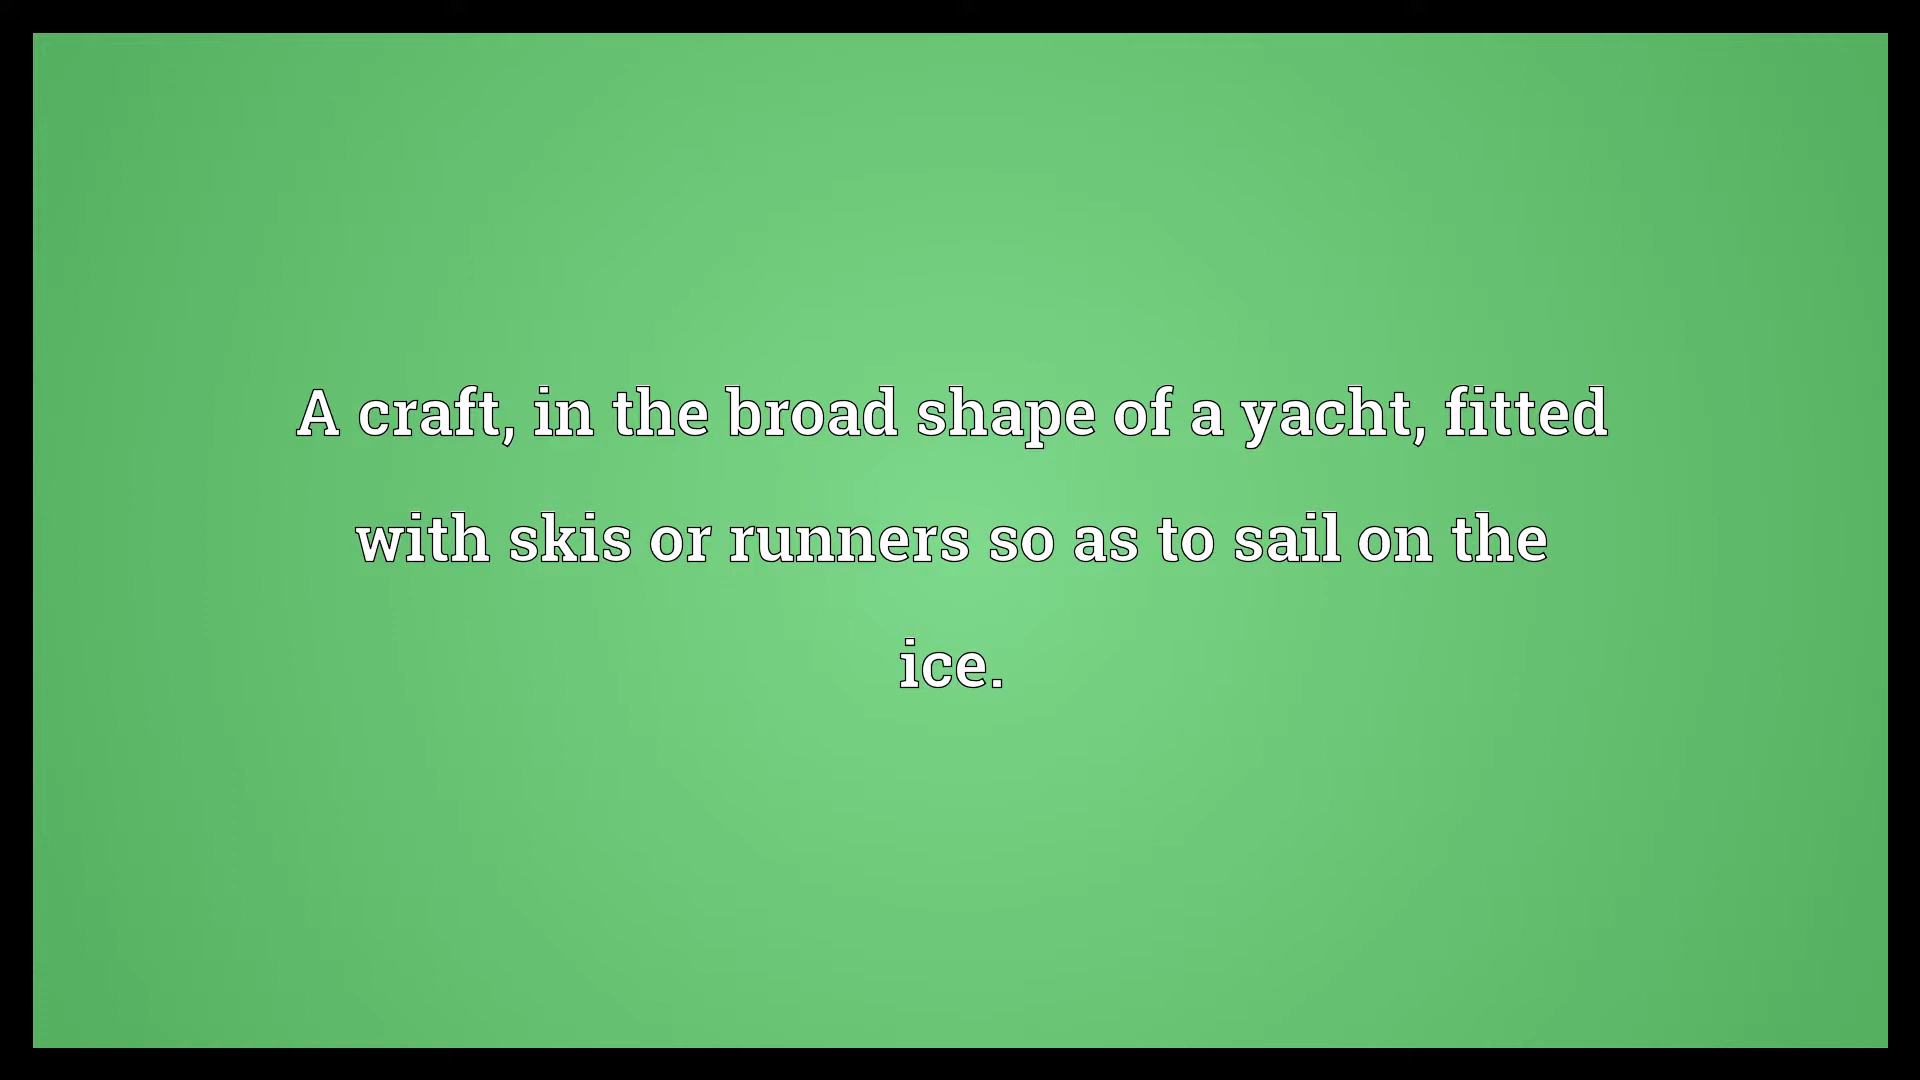 A craft, in the broad shape of a yacht, fitted
with skis or runners so as to sail on the
ice.